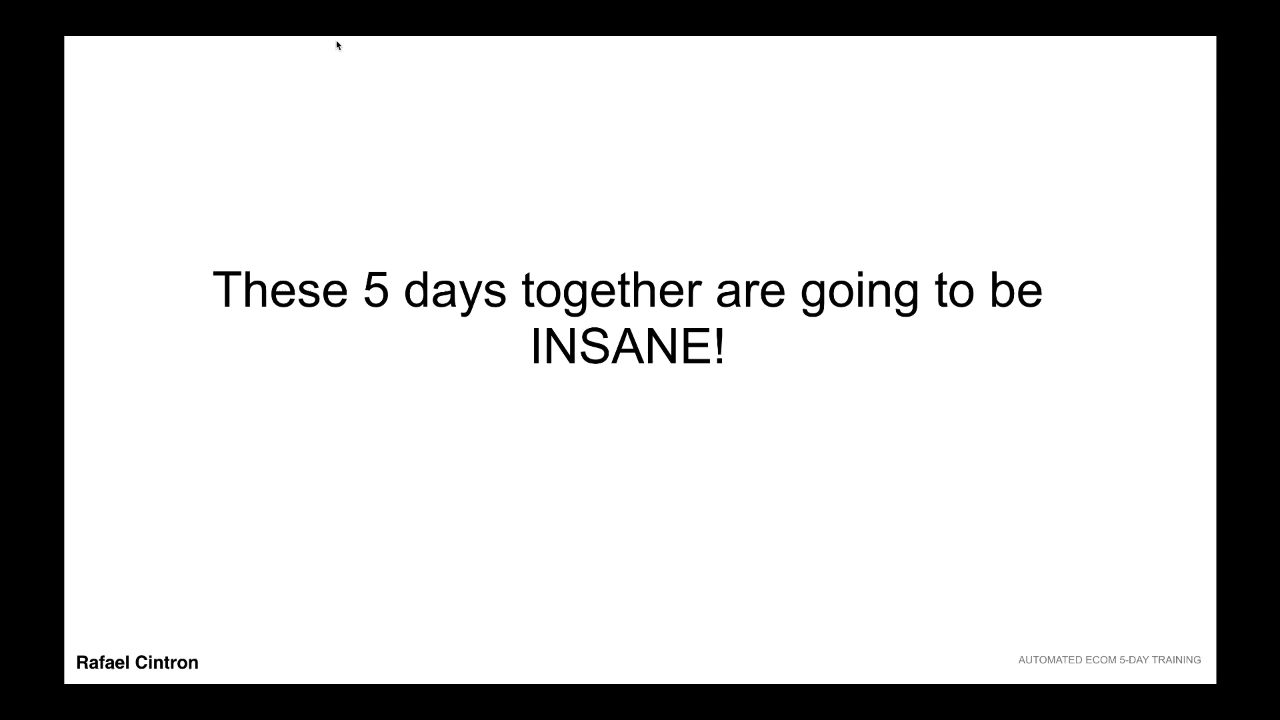 These 5 days together are going to be
INSANE!
Rafael Cintron
AUTOMATED ECOM 5-DAY TRAINING